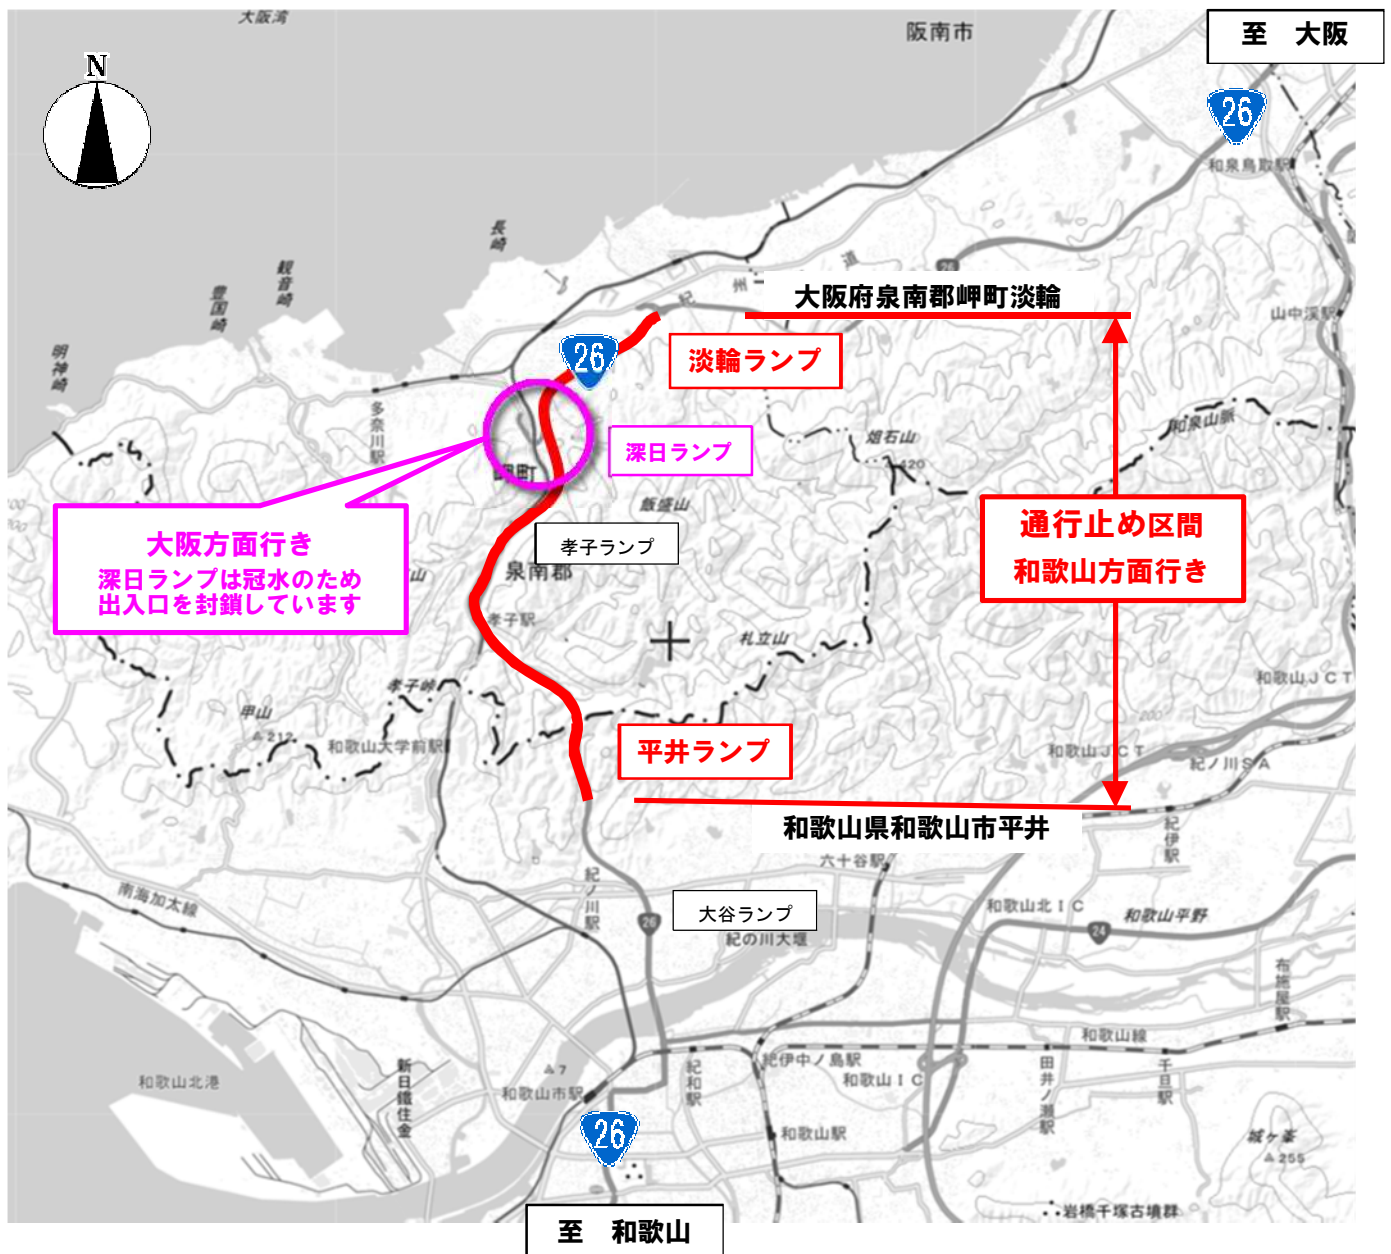 大阪湾
阪南市
至　大阪
N
26
和泉鳥取駅
長崎
観音崎
豊国崎
明神崎
26
紀州
道
大阪府泉南郡岬町淡輪
山中渓駅
26
淡輪ランプ
多奈川駅
深日ランプ
俎石山
420
和泉山脈
岬町
飯盛山
大阪方面行き
深日ランプは冠水のため
出入口を封鎖しています
山
孝子ランプ
泉南郡
通行止め区間
和歌山方面行き
孝子駅
札立山
孝子峠
甲山
212
和歌山大学前駅
平井ランプ
和歌山ＪＣＴ
200
和歌山ＪＣＴ
紀ノ川ＳＡ
和歌山県和歌山市平井
紀伊駅
六十谷駅
紀ノ川駅
南海加太線
26
大谷ランプ
紀の川大堰
和歌山北ＩＣ
24
和歌山平野
布施屋駅
和歌山線
和歌山北港
新日鐵住金
7
和歌山市駅
紀和駅
紀伊中ノ島駅
和歌山ＩＣ
田井ノ瀬駅
千旦駅
26
和歌山駅
城ヶ峯
255
岩橋千塚古墳群
至　和歌山